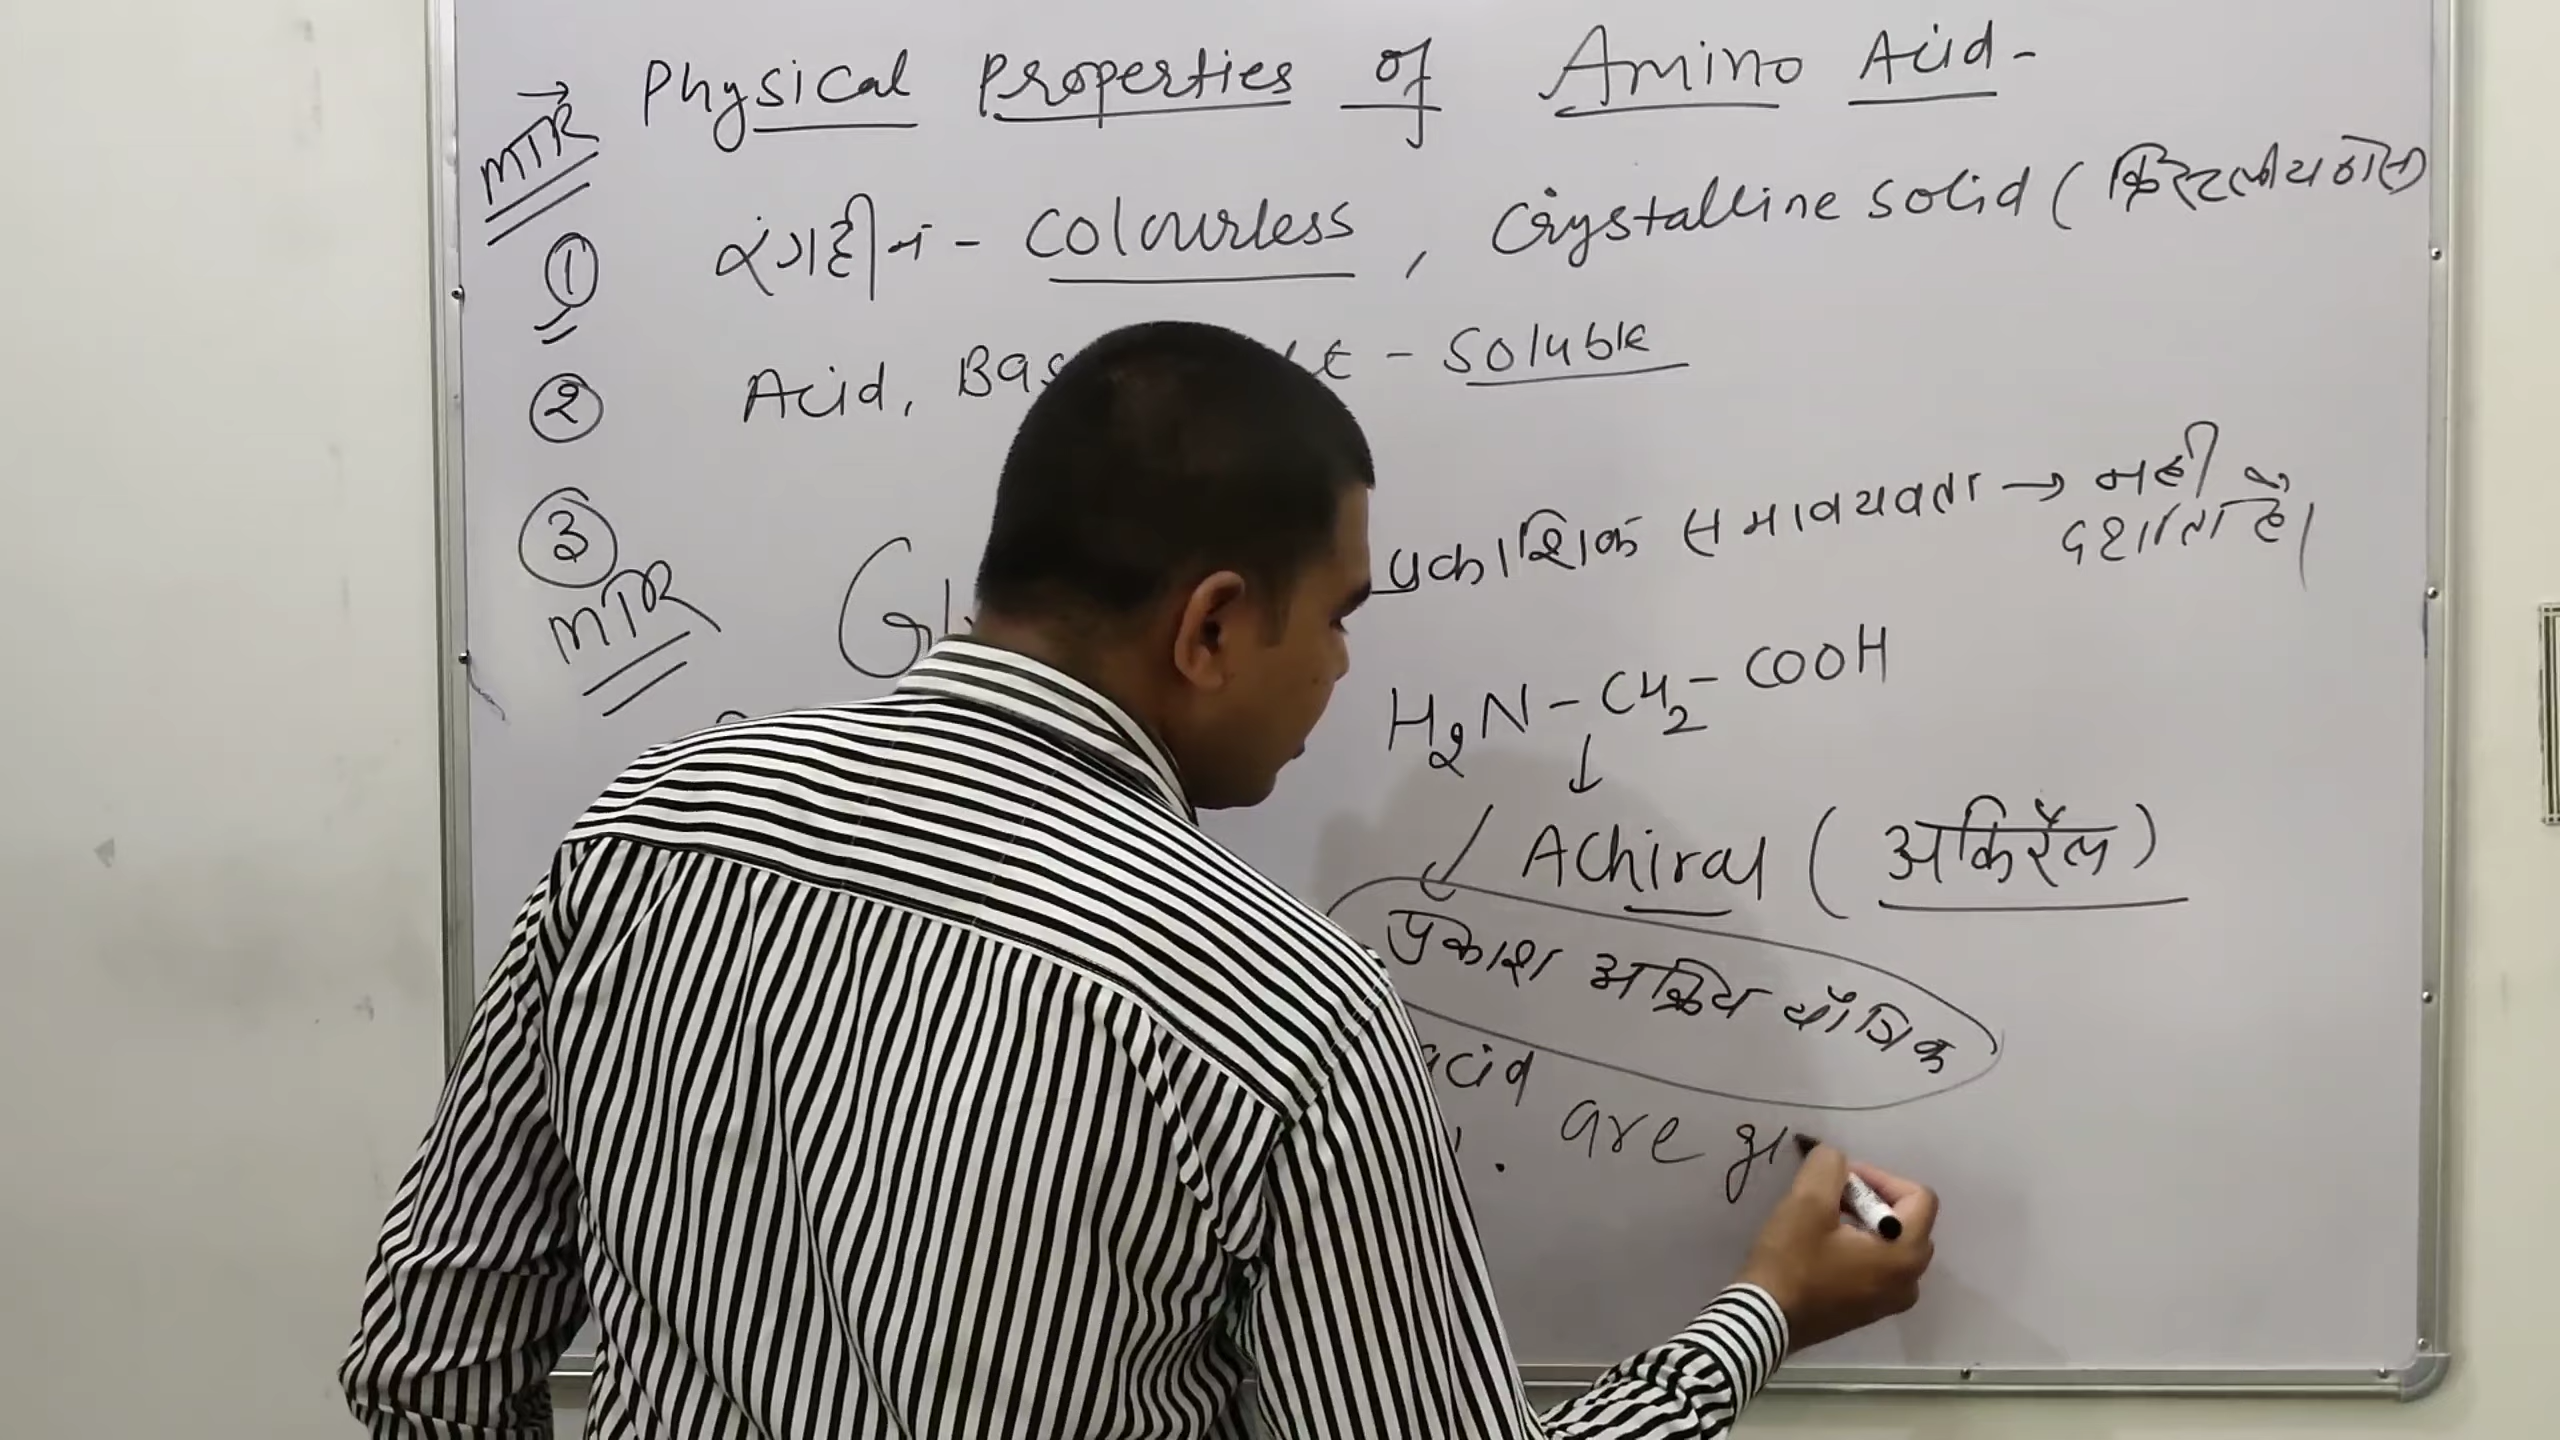 → Physical Properties of Amino Acid -
MTR
① रंगहीन - Colourless , Crystalline solid ( क्रिस्टलीय ठोस
② Acid, Bas - Soluble
③ प्रकाशिक समावयवता → नहीं
दर्शाता है।
MTR
H2N - CH2 - COOH
↓
Achiral ( अकिरैल )
प्रकाश अक्रिय यौगिक
acid
. are